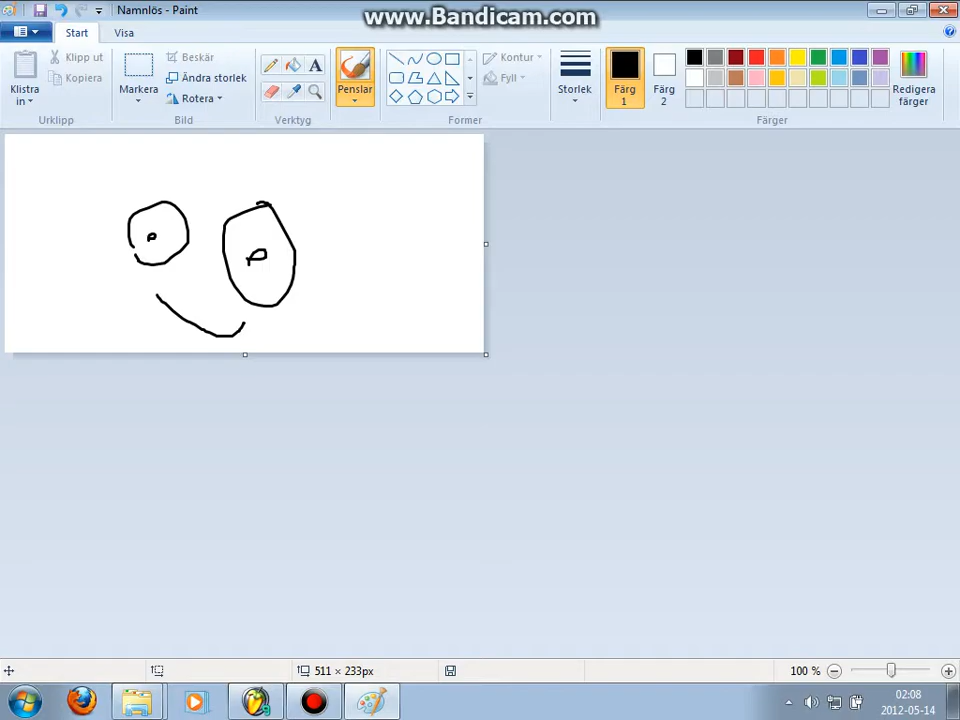 Namnlös - Paint
www.Bandicam.com
Start
Visa
Klistra in
Klipp ut
Kopiera
Urklipp
Markera
Beskär
Ändra storlek
Rotera
Bild
A
Verktyg
Penslar
Kontur
Fyll
Former
Storlek
Färg 1
Färg 2
Redigera färger
Färger
511 × 233px
100 %
02:08
2012-05-14